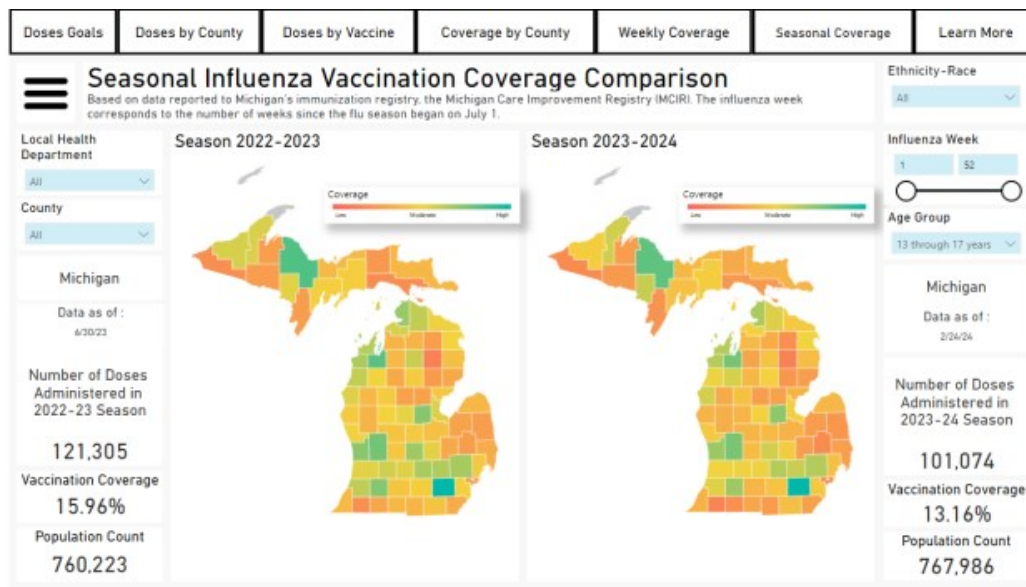 Doses Goals
Doses by County
Doses by Vaccine
Coverage by County
Weekly Coverage
Seasonal Coverage
Learn More
Seasonal Influenza Vaccination Coverage Comparison
Based on data reported to Michigan's immunization registry, the Michigan Care Improvement Registry (MCIR). The influenza week
corresponds to the number of weeks since the flu season began on July 1.
Ethnicity-Race
All
Local Health
Department
All
County
All
Michigan
Data as of :
6/30/23
Number of Doses
Administered in
2022-23 Season
121,305
Vaccination Coverage
15.96%
Population Count
760,223
Season 2022-2023
Coverage
Low
Moderate
High
Season 2023-2024
Coverage
Low
Moderate
High
Influenza Week
1
52
Age Group
13 through 17 years
Michigan
Data as of :
2/24/24
Number of Doses
Administered in
2023-24 Season
101,074
Vaccination Coverage
13.16%
Population Count
767,986